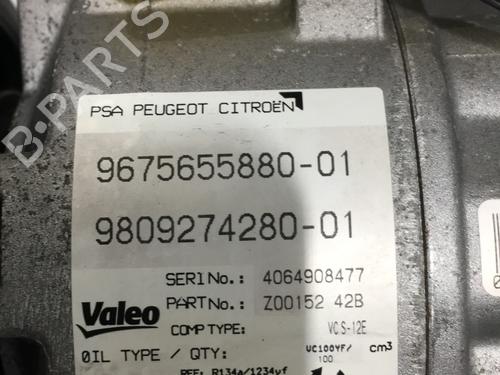 PSA PEUGEOT CITROËN
9675655880-01
9809274280-01
SERI No.: 4064908477
Valeo
PART No.: Z00152 42B
COMP TYPE: VCS-12E
OIL TYPE / QTY: VC100YF/ 100 cm3
REF: R134a/1234yf
B-PARTS